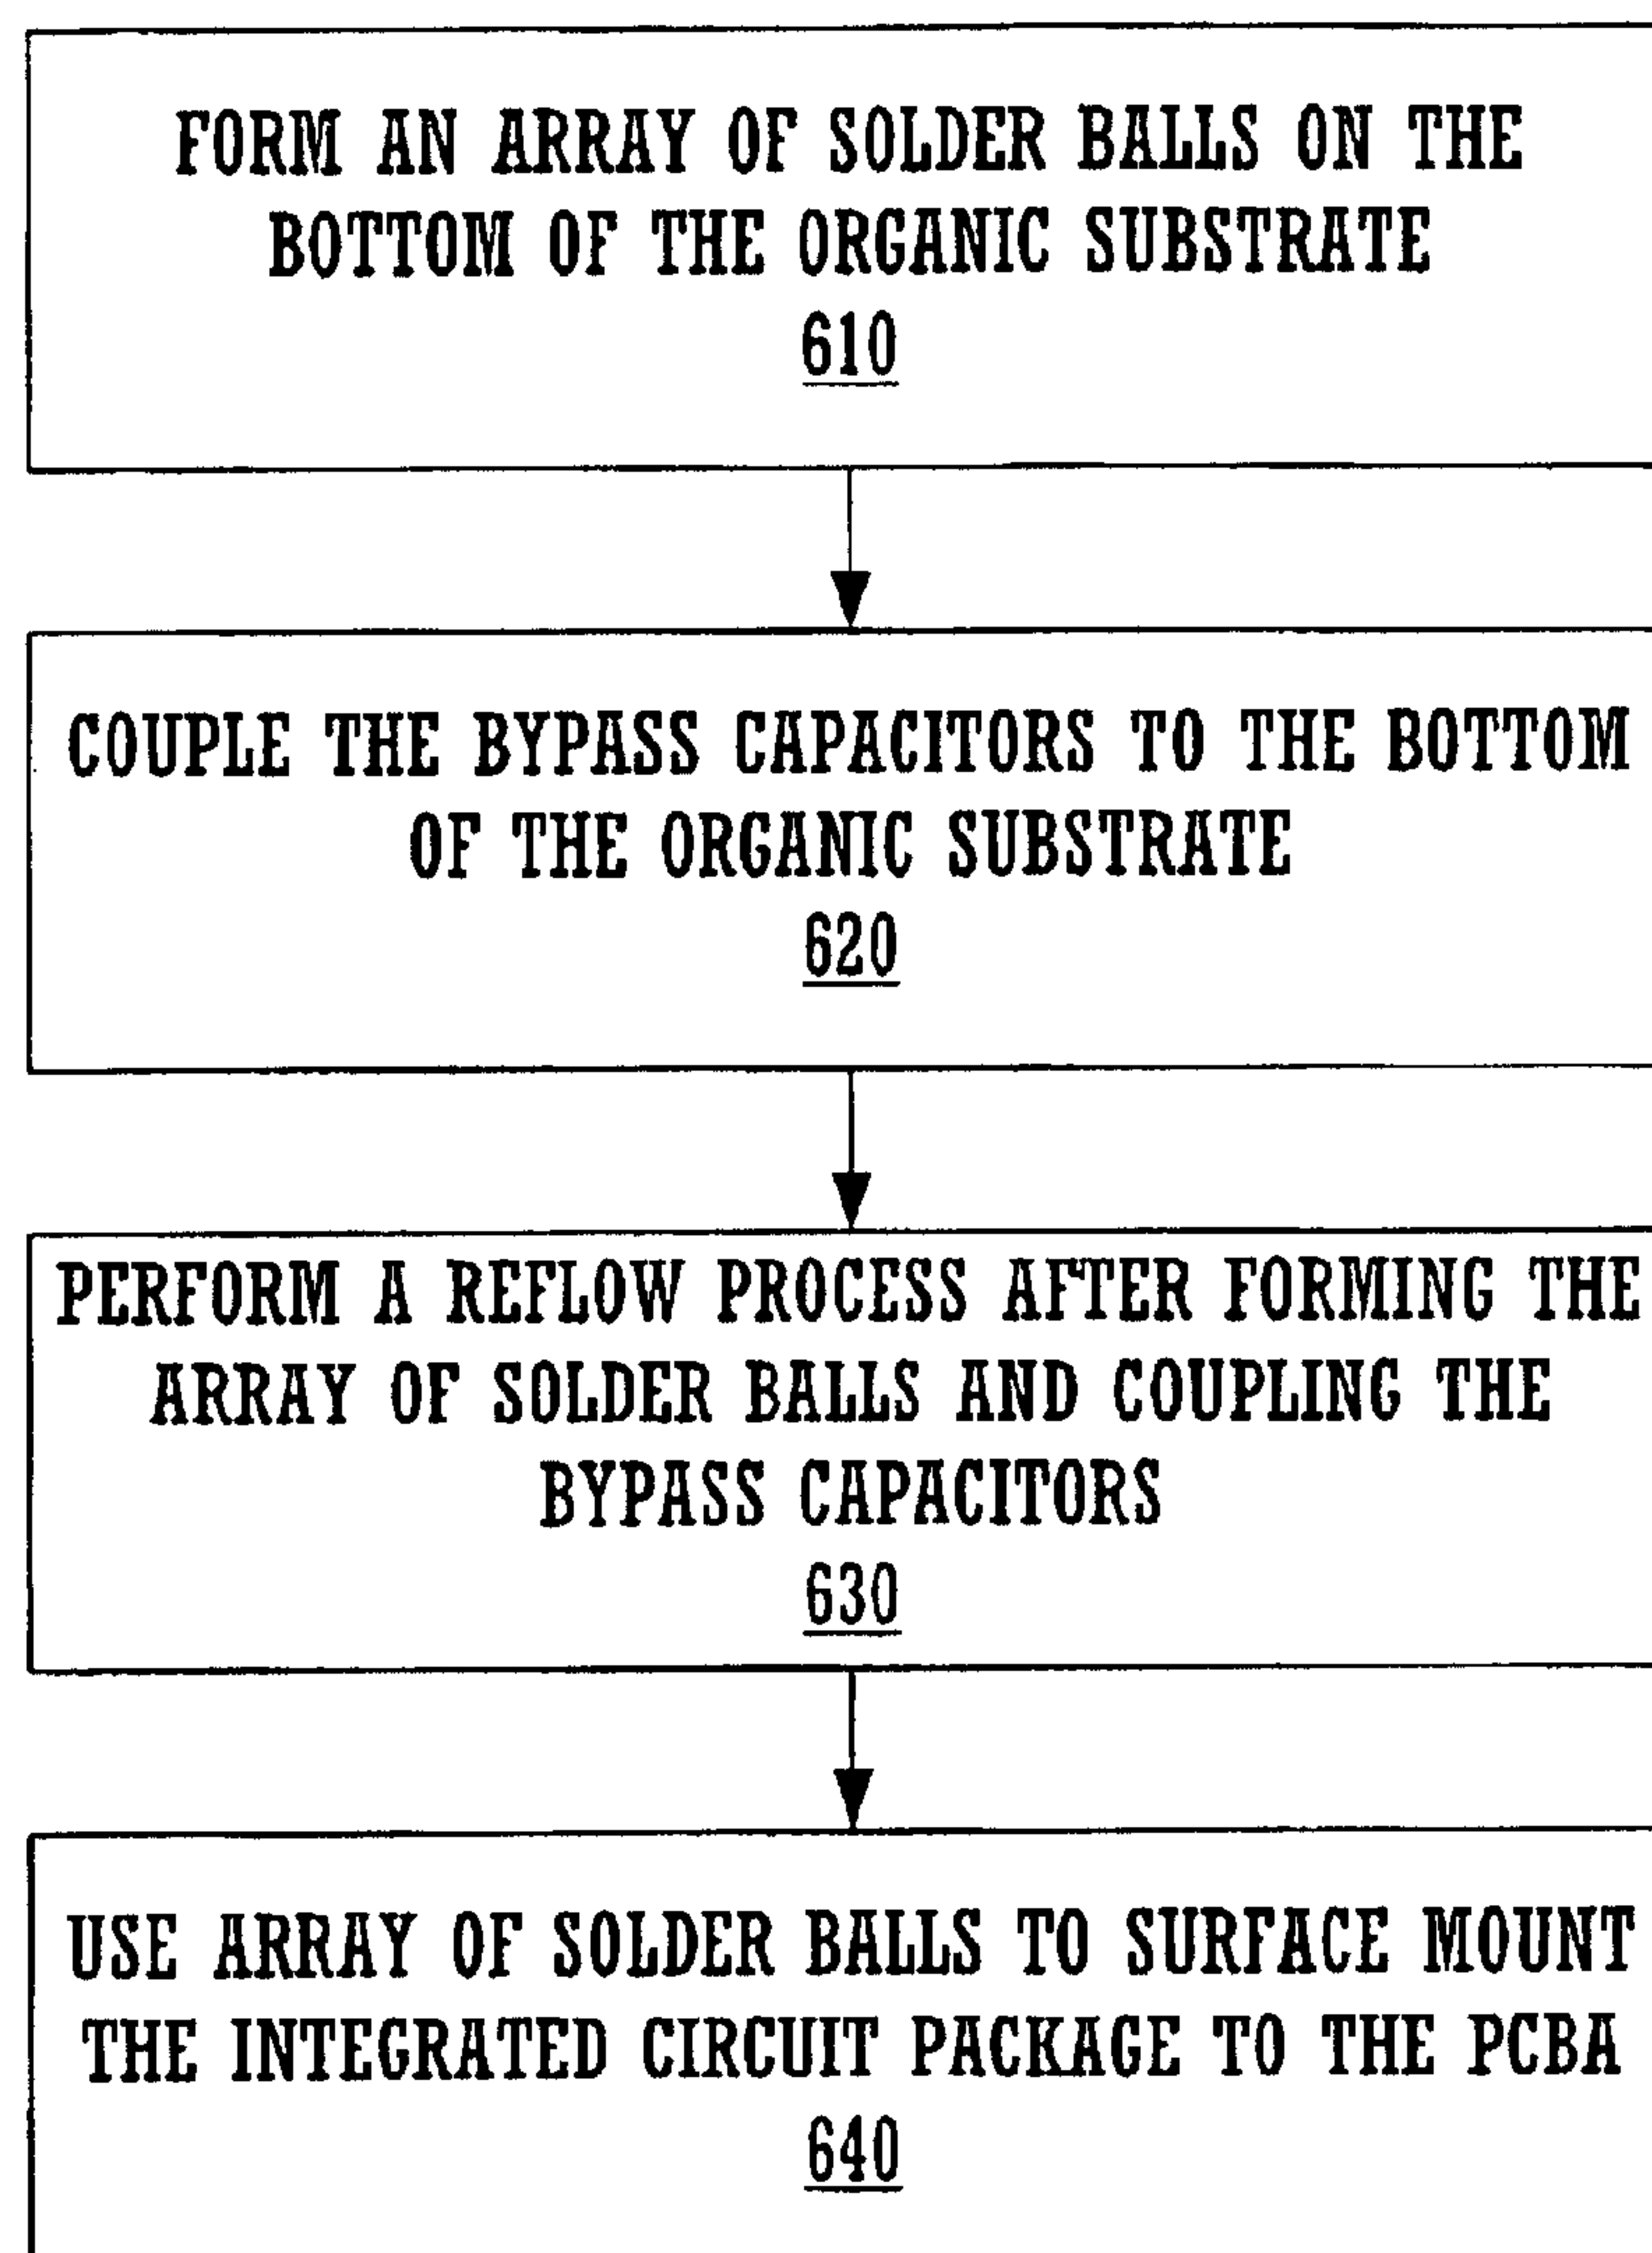 FORM AN ARRAY OF SOLDER BALLS ON THE
BOTTOM OF THE ORGANIC SUBSTRATE
610
COUPLE THE BYPASS CAPACITORS TO THE BOTTOM
OF THE ORGANIC SUBSTRATE
620
PERFORM A REFLOW PROCESS AFTER FORMING THE
ARRAY OF SOLDER BALLS AND COUPLING THE
BYPASS CAPACITORS
630
USE ARRAY OF SOLDER BALLS TO SURFACE MOUNT
THE INTEGRATED CIRCUIT PACKAGE TO THE PCBA
640